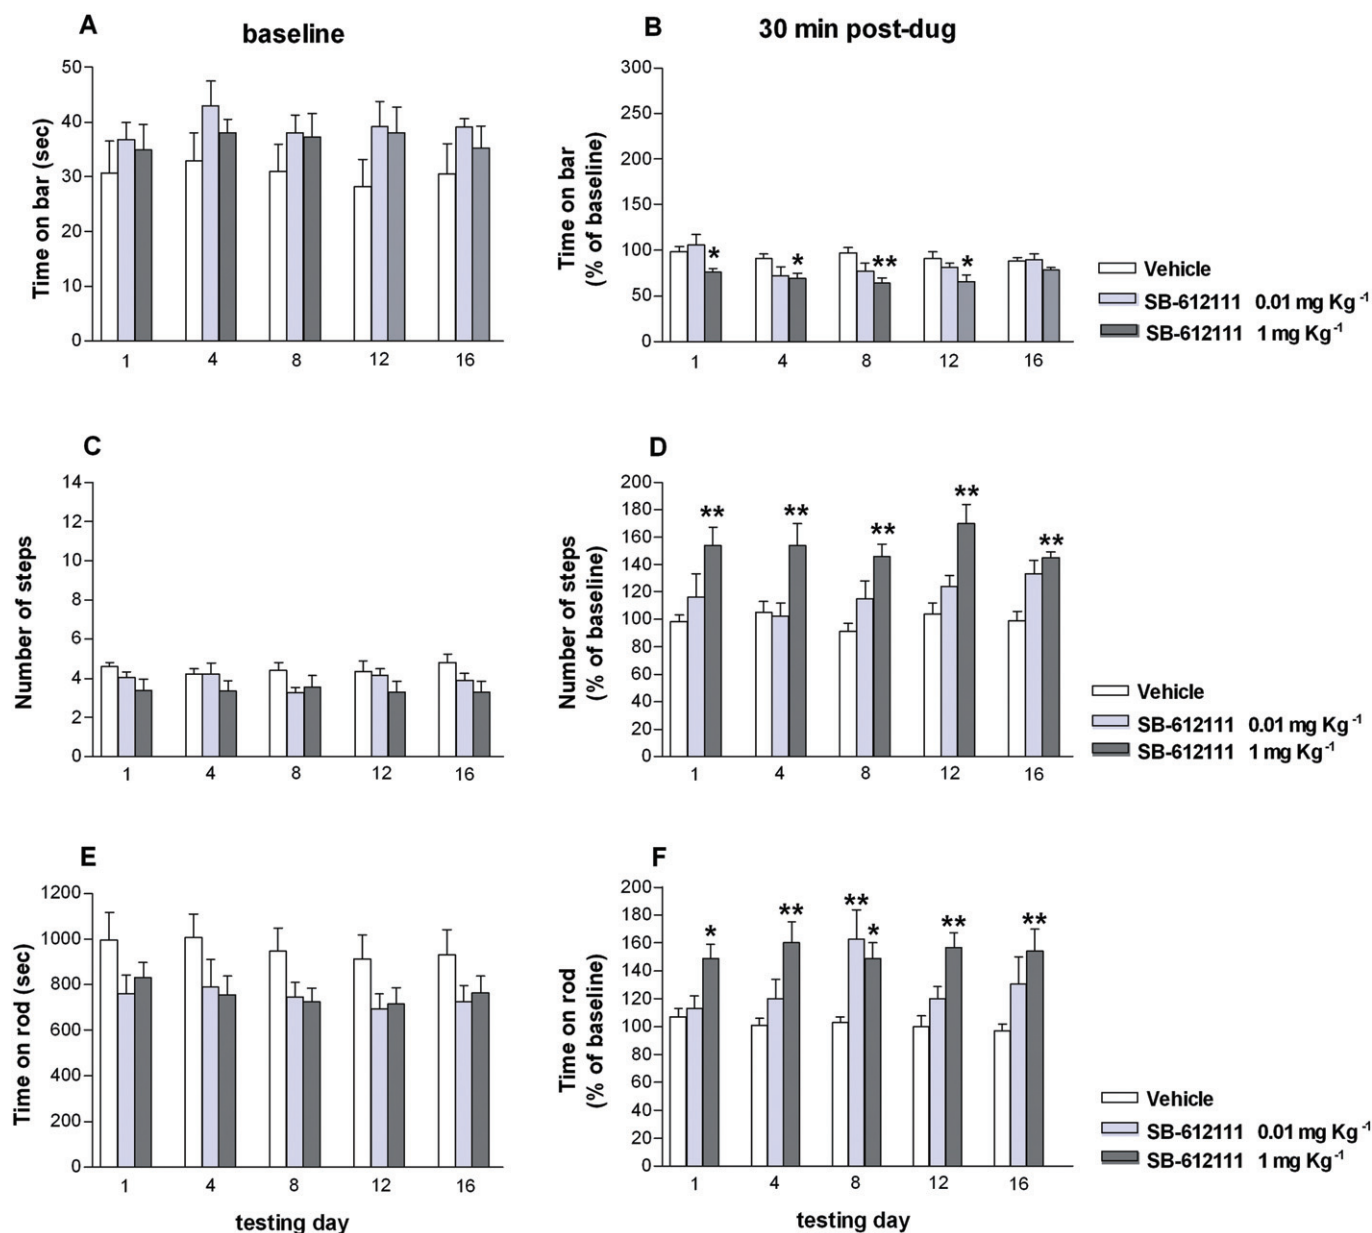 A
baseline
B
30 min post-dug
Time on bar (sec)
50
40
30
20
10
0
1 4 8 12 16
Time on bar
(% of baseline)
300
250
200
150
100
50
0
* * ** *
1 4 8 12 16
Vehicle
SB-612111 0.01 mg Kg⁻¹
SB-612111 1 mg Kg⁻¹
C
Number of steps
14
12
10
8
6
4
2
0
1 4 8 12 16
D
Number of steps
(% of baseline)
200
180
160
140
120
100
80
60
40
20
0
** ** ** ** **
1 4 8 12 16
Vehicle
SB-612111 0.01 mg Kg⁻¹
SB-612111 1 mg Kg⁻¹
E
Time on rod (sec)
1200
1000
800
600
400
200
0
1 4 8 12 16
testing day
F
Time on rod
(% of baseline)
200
180
160
140
120
100
80
60
40
20
0
* ** ** * ** **
1 4 8 12 16
testing day
Vehicle
SB-612111 0.01 mg Kg⁻¹
SB-612111 1 mg Kg⁻¹